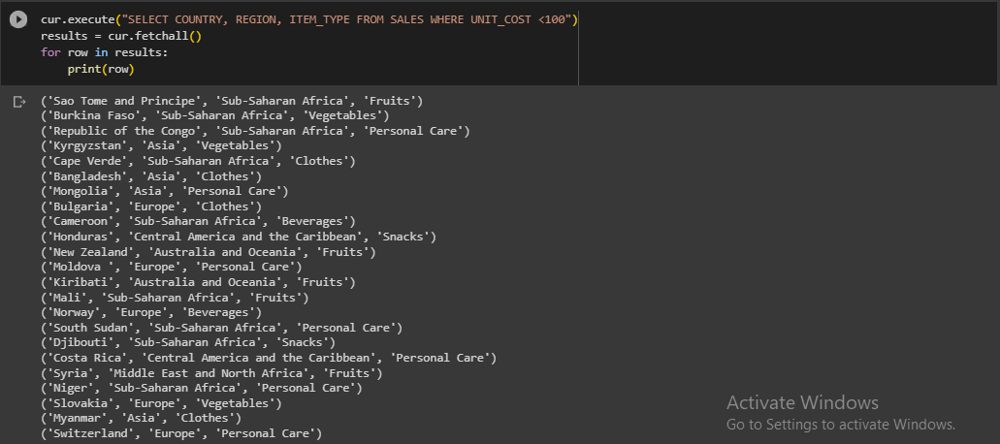 cur.execute("SELECT COUNTRY, REGION, ITEM_TYPE FROM SALES WHERE UNIT_COST <100")
results = cur.fetchall()
for row in results:
    print(row)
('Sao Tome and Principe', 'Sub-Saharan Africa', 'Fruits')
('Burkina Faso', 'Sub-Saharan Africa', 'Vegetables')
('Republic of the Congo', 'Sub-Saharan Africa', 'Personal Care')
('Kyrgyzstan', 'Asia', 'Vegetables')
('Cape Verde', 'Sub-Saharan Africa', 'Clothes')
('Bangladesh', 'Asia', 'Clothes')
('Mongolia', 'Asia', 'Personal Care')
('Bulgaria', 'Europe', 'Clothes')
('Cameroon', 'Sub-Saharan Africa', 'Beverages')
('Honduras', 'Central America and the Caribbean', 'Snacks')
('New Zealand', 'Australia and Oceania', 'Fruits')
('Moldova ', 'Europe', 'Personal Care')
('Kiribati', 'Australia and Oceania', 'Fruits')
('Mali', 'Sub-Saharan Africa', 'Fruits')
('Norway', 'Europe', 'Beverages')
('South Sudan', 'Sub-Saharan Africa', 'Personal Care')
('Djibouti', 'Sub-Saharan Africa', 'Snacks')
('Costa Rica', 'Central America and the Caribbean', 'Personal Care')
('Syria', 'Middle East and North Africa', 'Fruits')
('Niger', 'Sub-Saharan Africa', 'Personal Care')
('Slovakia', 'Europe', 'Vegetables')
('Myanmar', 'Asia', 'Clothes')
('Switzerland', 'Europe', 'Personal Care')
Activate Windows
Go to Settings to activate Windows.